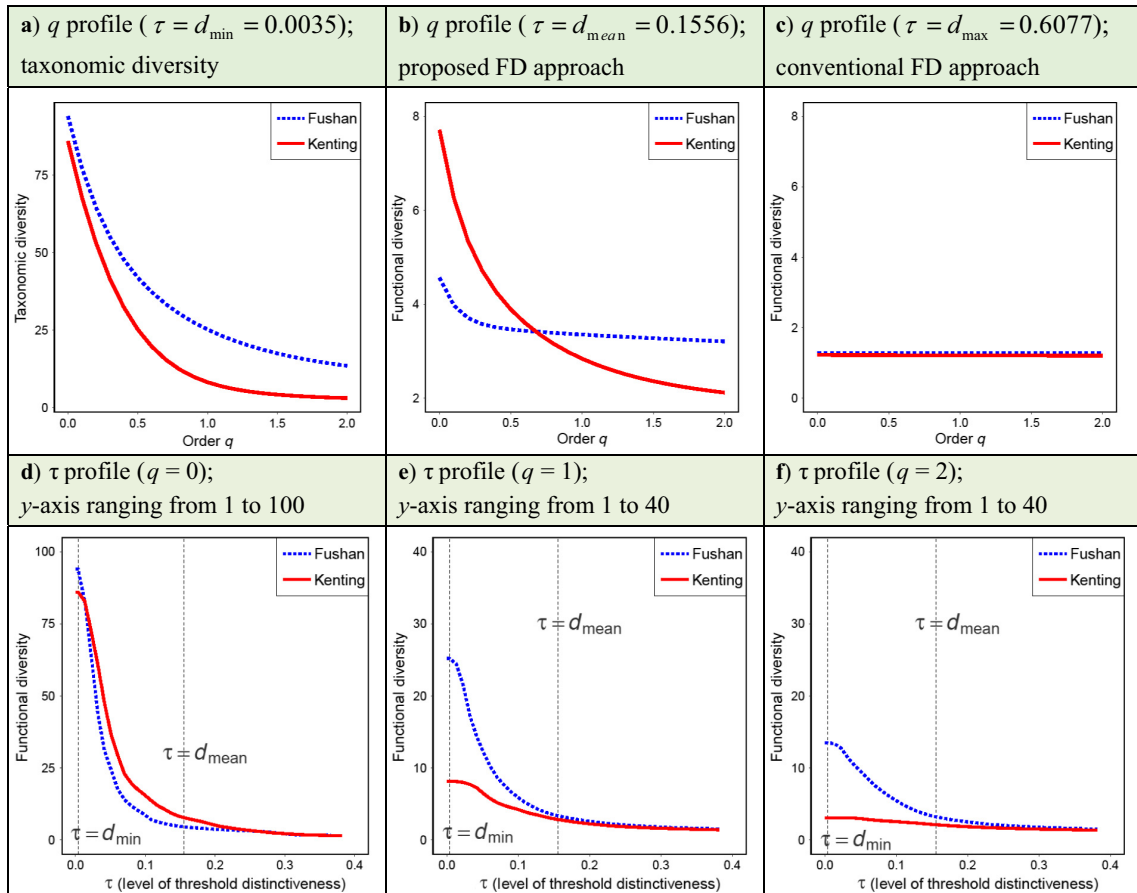 a) q profile ( τ = d_min = 0.0035);
taxonomic diversity
b) q profile ( τ = d_mean = 0.1556);
proposed FD approach
c) q profile ( τ = d_max = 0.6077);
conventional FD approach
Fushan
Kenting
75
50
25
0
Taxonomic diversity
0.0 0.5 1.0 1.5 2.0
Order q
Fushan
Kenting
8
6
4
2
Functional diversity
0.0 0.5 1.0 1.5 2.0
Order q
Fushan
Kenting
8
6
4
2
0
Functional diversity
0.0 0.5 1.0 1.5 2.0
Order q
d) τ profile (q = 0);
y-axis ranging from 1 to 100
e) τ profile (q = 1);
y-axis ranging from 1 to 40
f) τ profile (q = 2);
y-axis ranging from 1 to 40
Fushan
Kenting
100
75
50
25
0
Functional diversity
τ = d_mean
τ = d_min
0.0 0.1 0.2 0.3 0.4
τ (level of threshold distinctiveness)
Fushan
Kenting
40
30
20
10
0
Functional diversity
τ = d_mean
τ = d_min
0.0 0.1 0.2 0.3 0.4
τ (level of threshold distinctiveness)
Fushan
Kenting
40
30
20
10
0
Functional diversity
τ = d_mean
τ = d_min
0.0 0.1 0.2 0.3 0.4
τ (level of threshold distinctiveness)